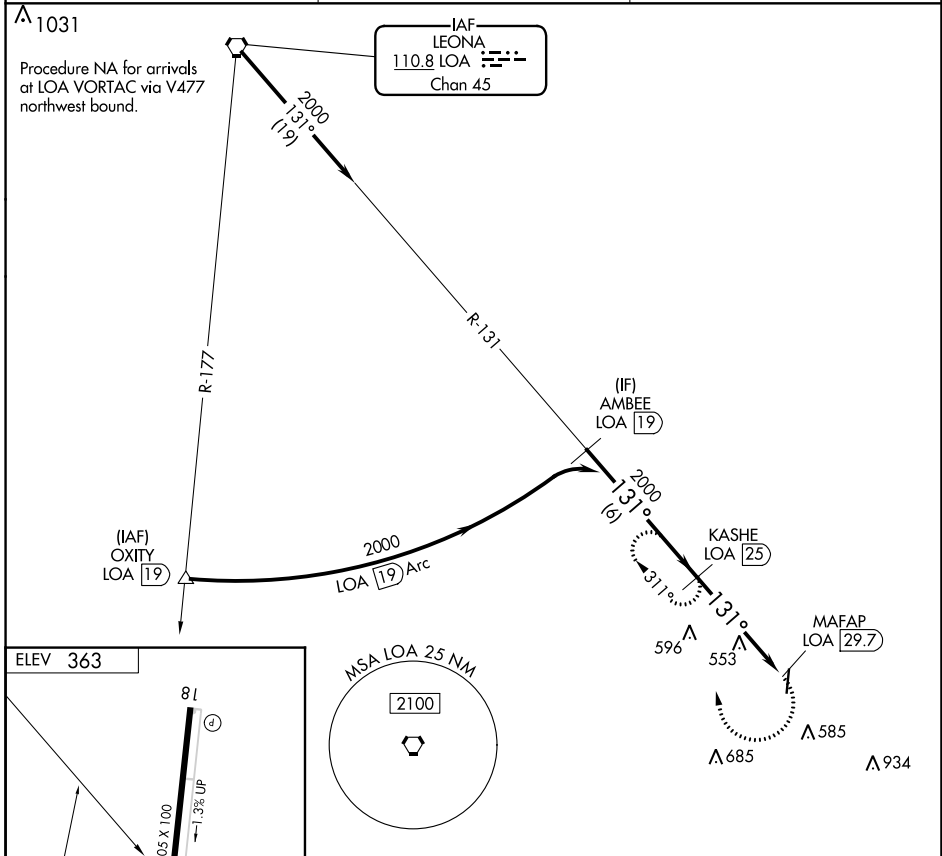 1031
Procedure NA for arrivals
at LOA VORTAC via V477
northwest bound.
IAF
LEONA
110.8 LOA
Chan 45
2000
131°
(19)
R-131
R-177
(IF)
AMBEE
LOA 19
2000
131°
(6)
(IAF)
OXITY
LOA 19
2000
LOA 19 Arc
KASHE
LOA 25
311°
131°
MAFAP
LOA 29.7
596
553
585
685
934
ELEV 363
18
P
1.3% UP
05 X 100
MSA LOA 25 NM
2100